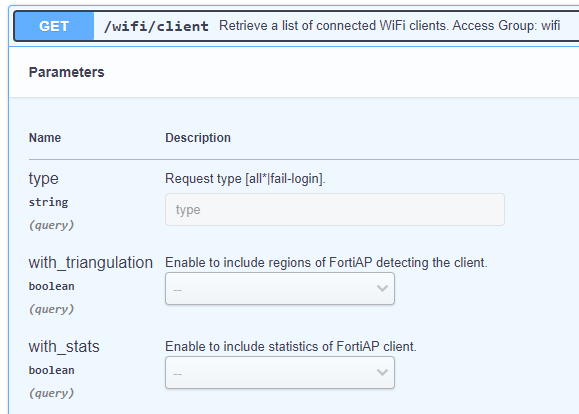 GET /wifi/client Retrieve a list of connected WiFi clients. Access Group: wifi
Parameters
Name Description
type Request type [all*|fail-login].
string type
(query)
with_triangulation Enable to include regions of FortiAP detecting the client.
boolean --
(query)
with_stats Enable to include statistics of FortiAP client.
boolean --
(query)